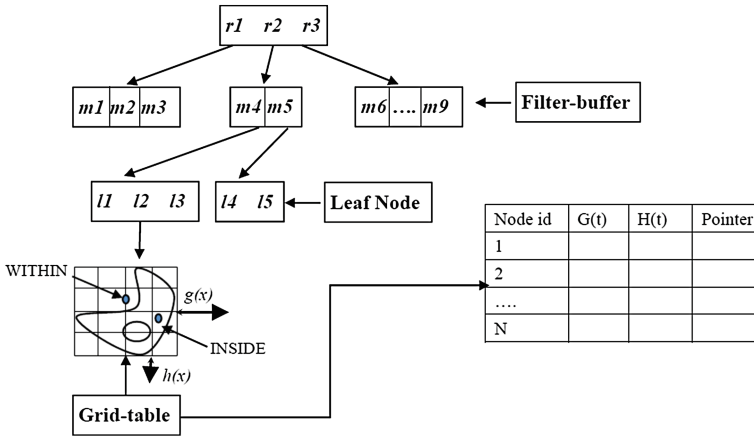 r1 r2 r3
m1 m2 m3
m4 m5
m6 .... m9
Filter-buffer
l1 l2 l3
l4 l5
Leaf Node
WITHIN
g(x)
INSIDE
h(x)
Grid-table
Node id G(t) H(t) Pointer
1
2
....
N